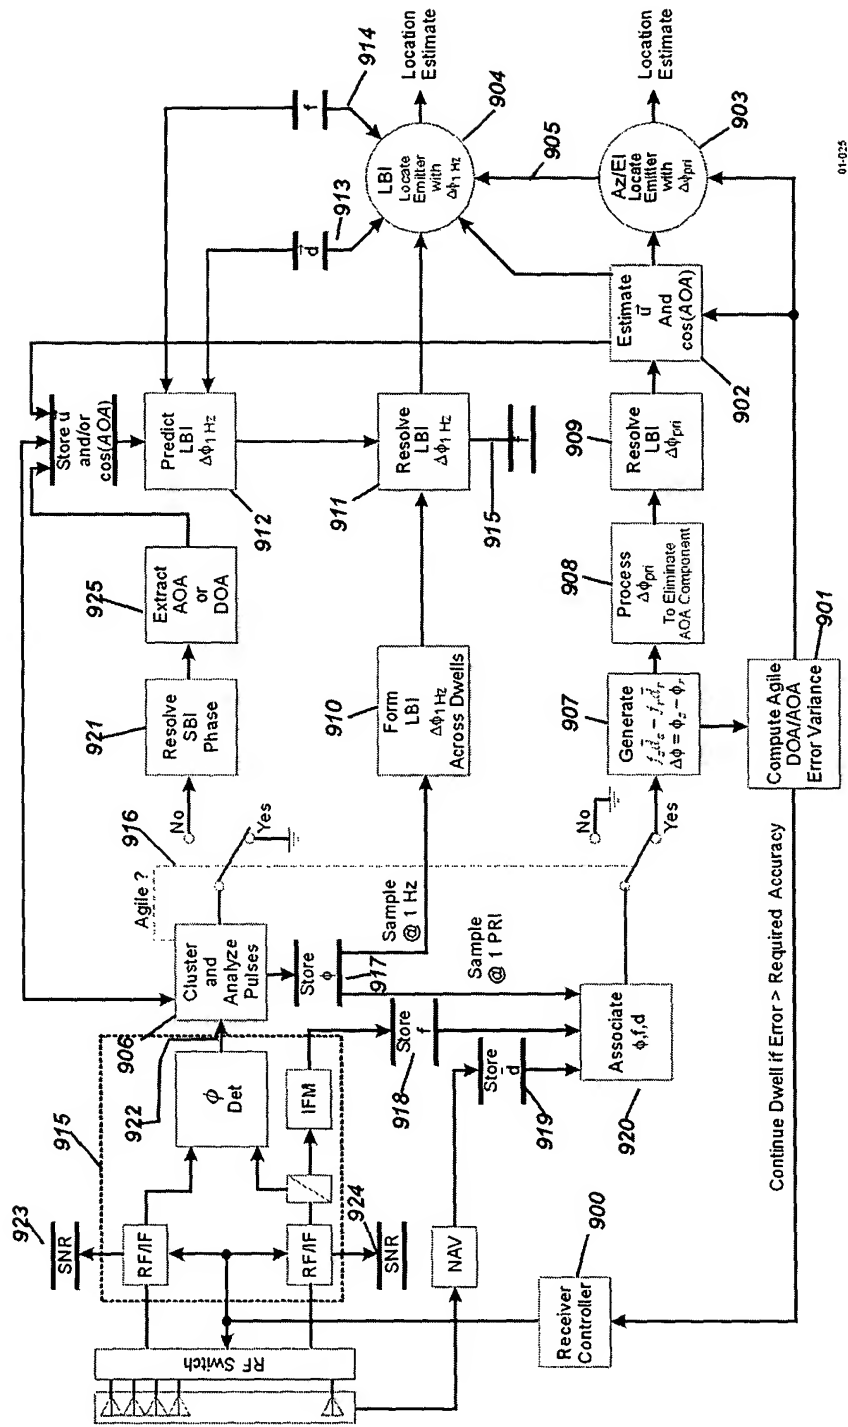 RF Switch
923
SNR
RF/IF
915
922
φ
Det
IFM
RF/IF
924
SNR
NAV
Receiver
Controller
900
906
Cluster
and
Analyze
Pulses
Agile ?
916
No
Yes
Store
φ
917
Store
f
918
Store
d
919
Sample
@ 1 Hz
Sample
@ 1 PRI
Associate
φ,f,d
920
No
Yes
Continue Dwell if Error > Required Accuracy
921
Resolve
SBI
Phase
925
Extract
AOA
or
DOA
Store u
and/or
cos(AOA)
Predict
LBI
Δϕ1 Hz
912
910
Form
LBI
Δϕ1 Hz
Across Dwells
911
Resolve
LBI
Δϕ1 Hz
915
907
Generate
Δϕ = ϕ
908
Process
Δϕpri
To Eliminate
AOA Component
909
Resolve
LBI
Δϕpri
Compute Agile
DOA/AOA
Error Variance
901
Estimate
u⃗
And
cos(AOA)
902
d
913
f
914
LBI
Locate
Emitter
with
Δϕ1 Hz
904
905
Az/El
Locate
Emitter
with
Δϕpri
903
Location
Estimate
Location
Estimate
01-025